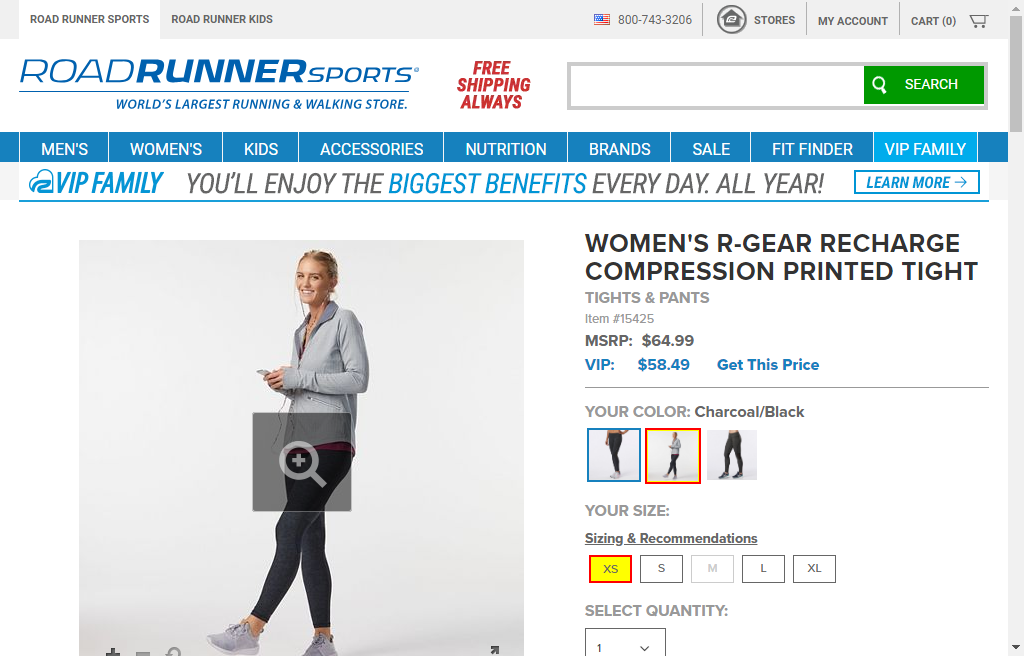 ROAD RUNNER SPORTS
ROAD RUNNER KIDS
800-743-3206
STORES
MY ACCOUNT
CART (0)
ROADRUNNERSPORTS®
WORLD'S LARGEST RUNNING & WALKING STORE.
FREE
SHIPPING
ALWAYS
SEARCH
MEN'S
WOMEN'S
KIDS
ACCESSORIES
NUTRITION
BRANDS
SALE
FIT FINDER
VIP FAMILY
VIP FAMILY YOU'LL ENJOY THE BIGGEST BENEFITS EVERY DAY. ALL YEAR!
LEARN MORE →
WOMEN'S R-GEAR RECHARGE
COMPRESSION PRINTED TIGHT
TIGHTS & PANTS
Item #15425
MSRP: $64.99
VIP: $58.49 Get This Price
YOUR COLOR: Charcoal/Black
YOUR SIZE:
Sizing & Recommendations
XS S M L XL
SELECT QUANTITY:
1